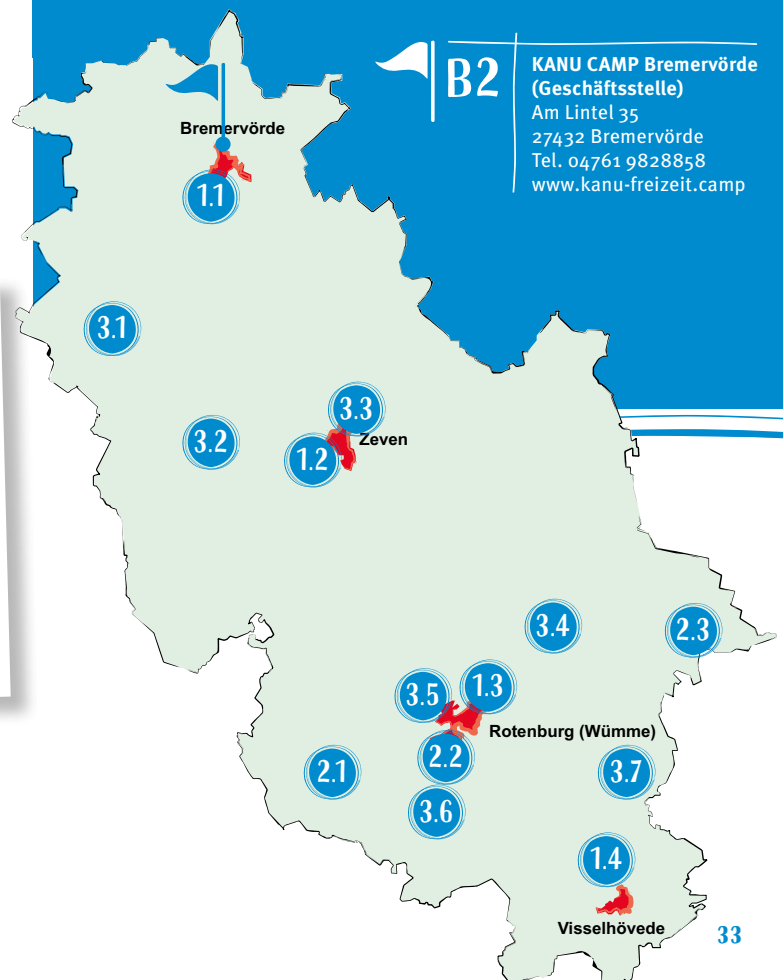 B2
KANU CAMP Bremervörde
(Geschäftsstelle)
Am Lintel 35
27432 Bremervörde
Tel. 04761 9828858
www.kanu-freizeit.camp
Bremervörde
1.1
3.1
3.3
3.2
1.2
Zeven
3.4
2.3
3.5
1.3
Rotenburg (Wümme)
2.2
2.1
3.7
3.6
1.4
Visselhövede
33